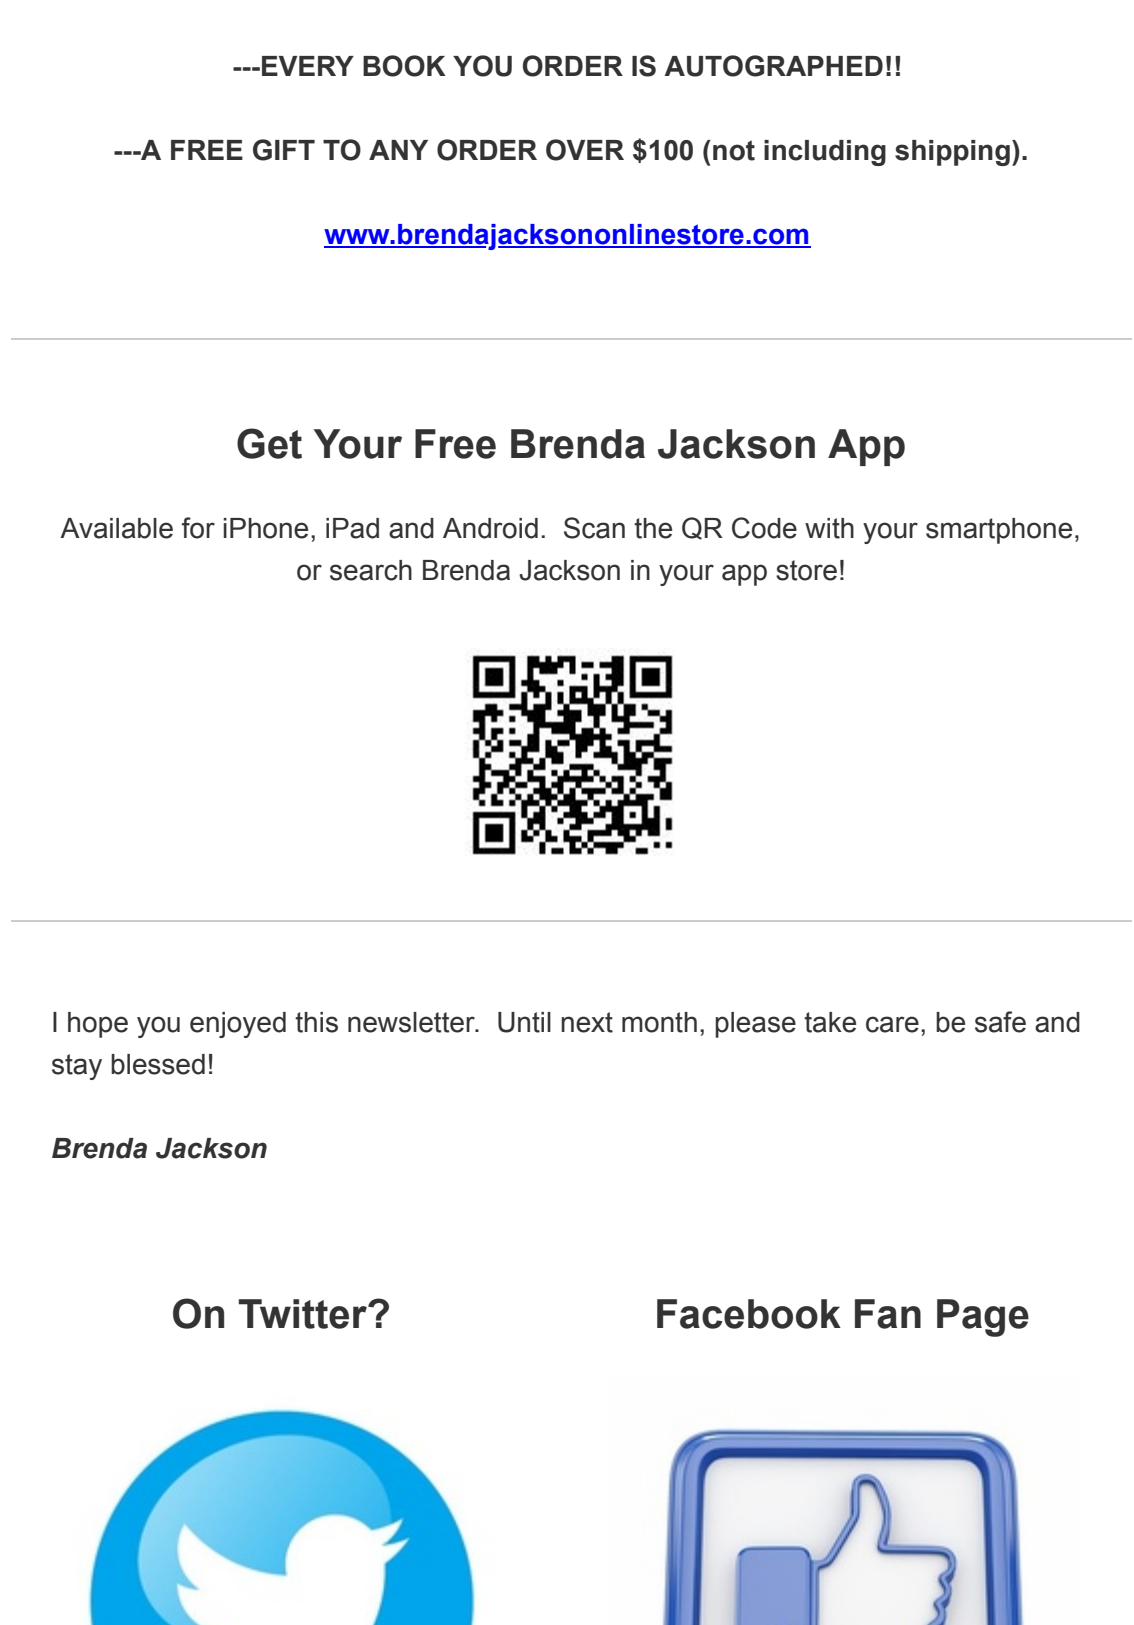 ---EVERY BOOK YOU ORDER IS AUTOGRAPHED!!
---A FREE GIFT TO ANY ORDER OVER $100 (not including shipping).
www.brendajacksononlinestore.com
Get Your Free Brenda Jackson App
Available for iPhone, iPad and Android.  Scan the QR Code with your smartphone,
or search Brenda Jackson in your app store!
I hope you enjoyed this newsletter.  Until next month, please take care, be safe and
stay blessed!
Brenda Jackson
On Twitter?
Facebook Fan Page